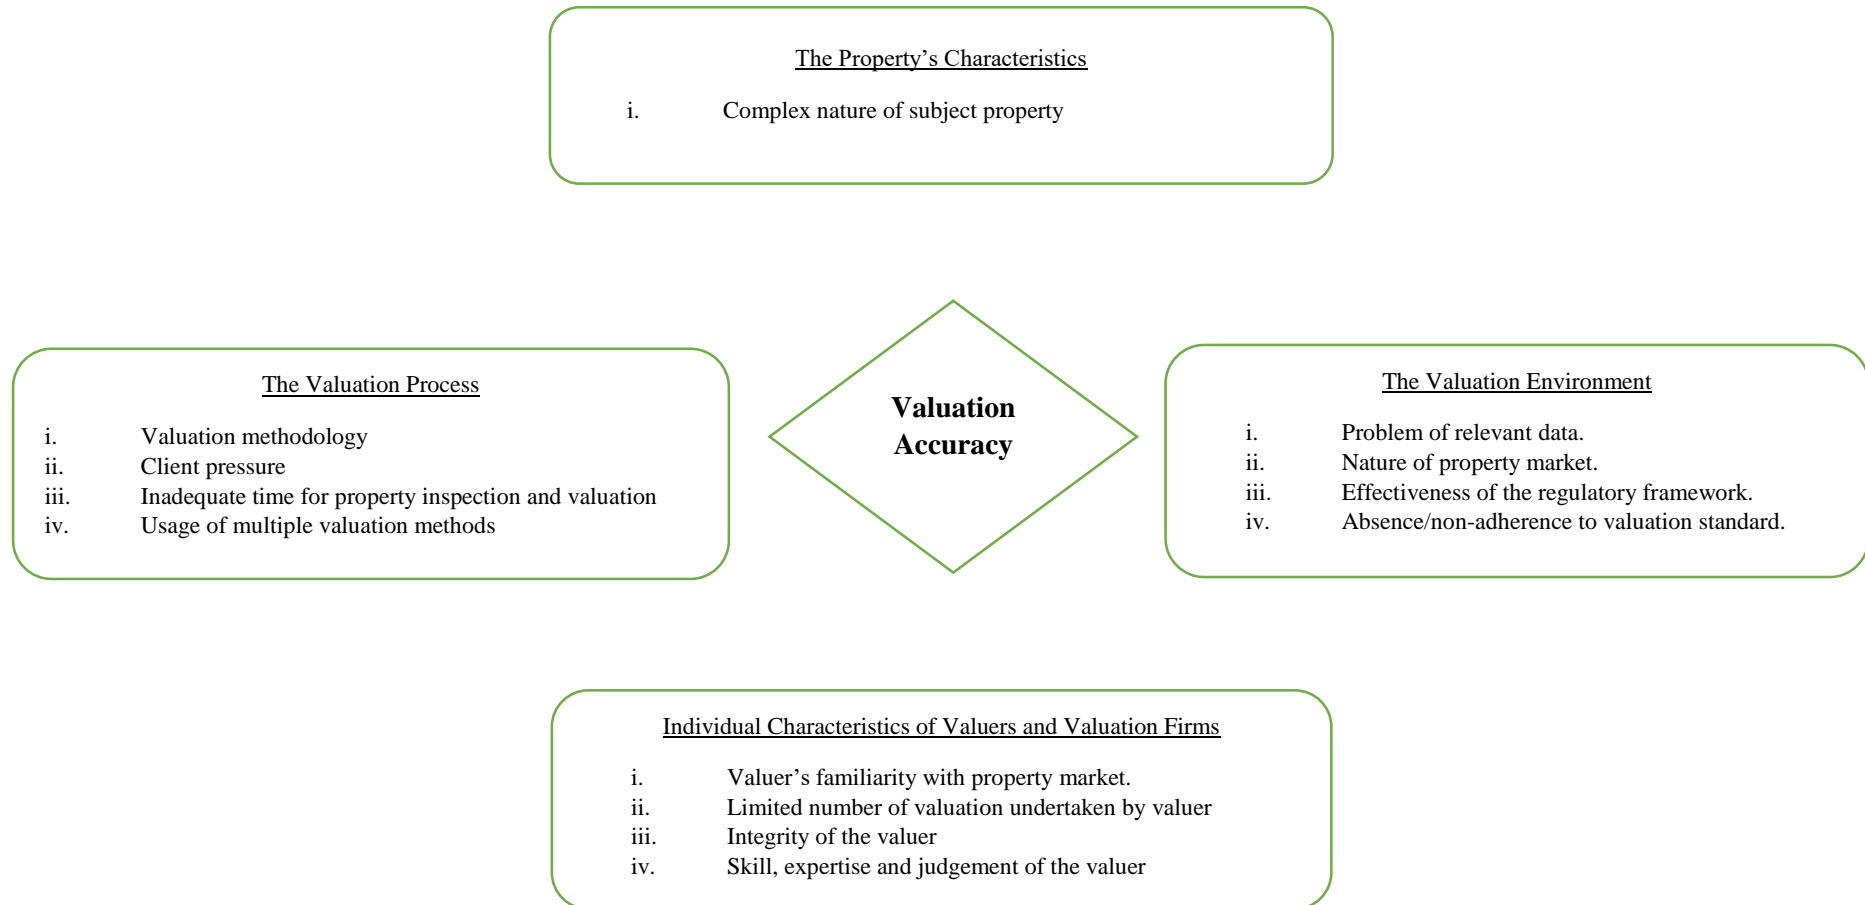 The Property’s Characteristics
i. Complex nature of subject property
The Valuation Process
i. Valuation methodology
ii. Client pressure
iii. Inadequate time for property inspection and valuation
iv. Usage of multiple valuation methods
Valuation
Accuracy
The Valuation Environment
i. Problem of relevant data.
ii. Nature of property market.
iii. Effectiveness of the regulatory framework.
iv. Absence/non-adherence to valuation standard.
Individual Characteristics of Valuers and Valuation Firms
i. Valuer’s familiarity with property market.
ii. Limited number of valuation undertaken by valuer
iii. Integrity of the valuer
iv. Skill, expertise and judgement of the valuer